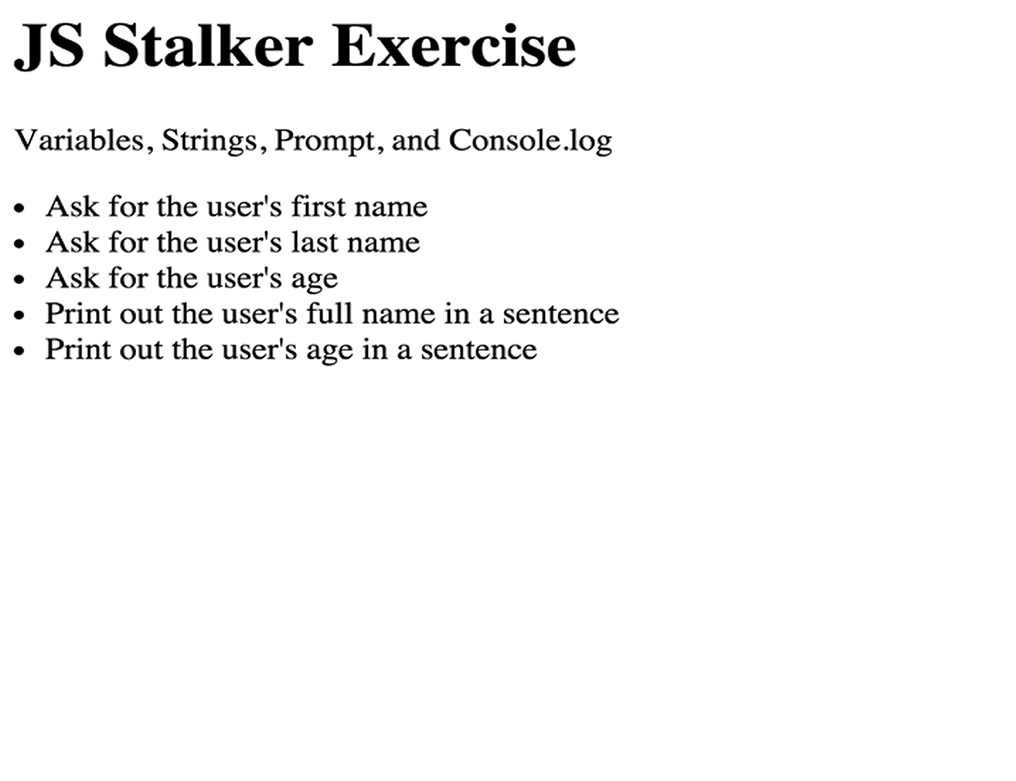 JS Stalker Exercise
Variables, Strings, Prompt, and Console.log
• Ask for the user's first name
• Ask for the user's last name
• Ask for the user's age
• Print out the user's full name in a sentence
• Print out the user's age in a sentence